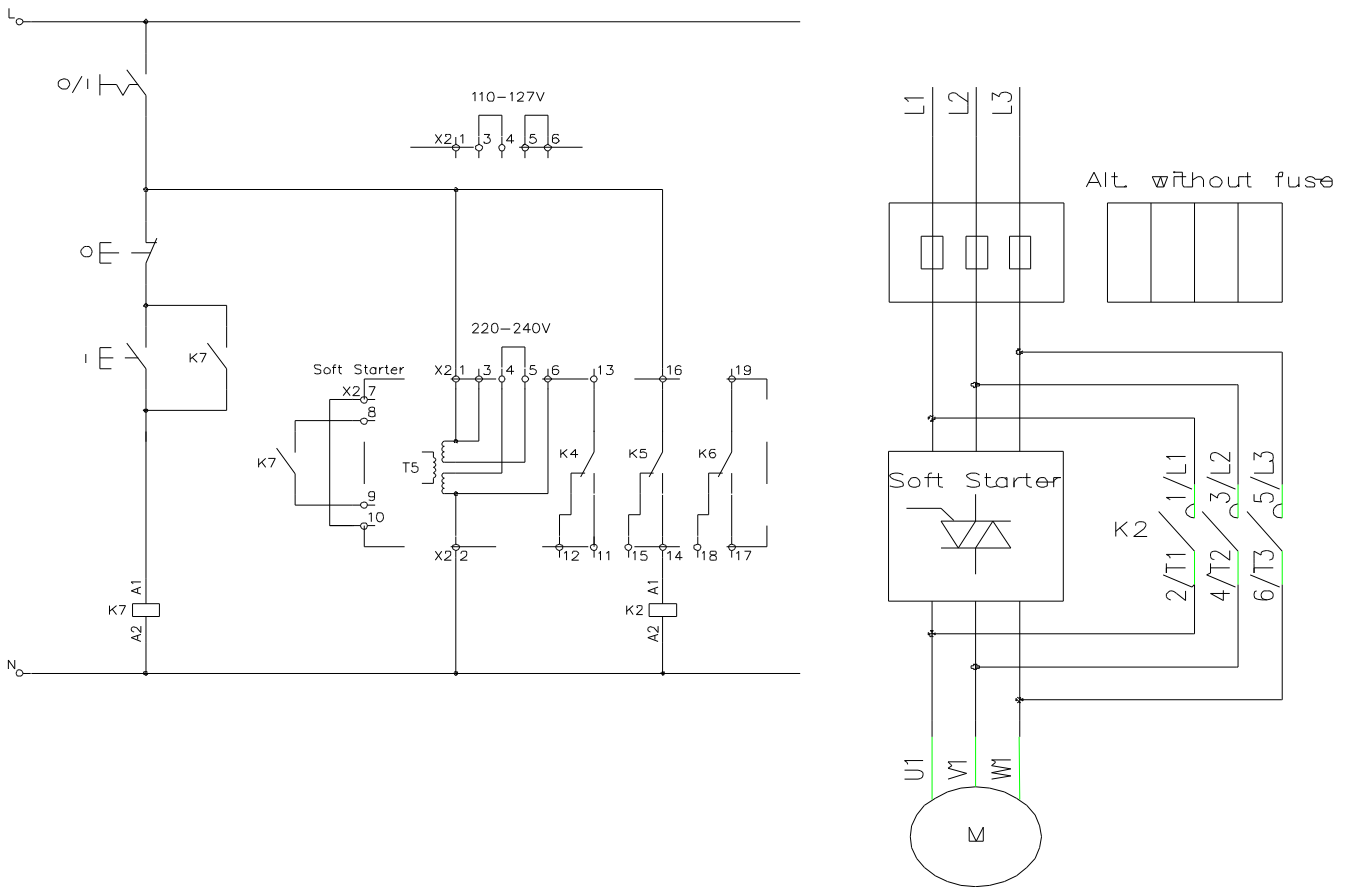 L
O/I
110-127V
X2 1 3 4 5 6
O
I
K7
220-240V
Soft Starter
X2 1 3 4 5 6 13 16 19
X2 7
8
K7
T5
K4
K5
K6
9
10
X2 2 12 11 15 14 18 17
A1
K7
A2
A1
K2
A2
N
L1 L2 L3
Alt. without fuse
Soft Starter
K2
1/L1 3/L2 5/L3
2/T1 4/T2 6/T3
U1 V1 W1
M